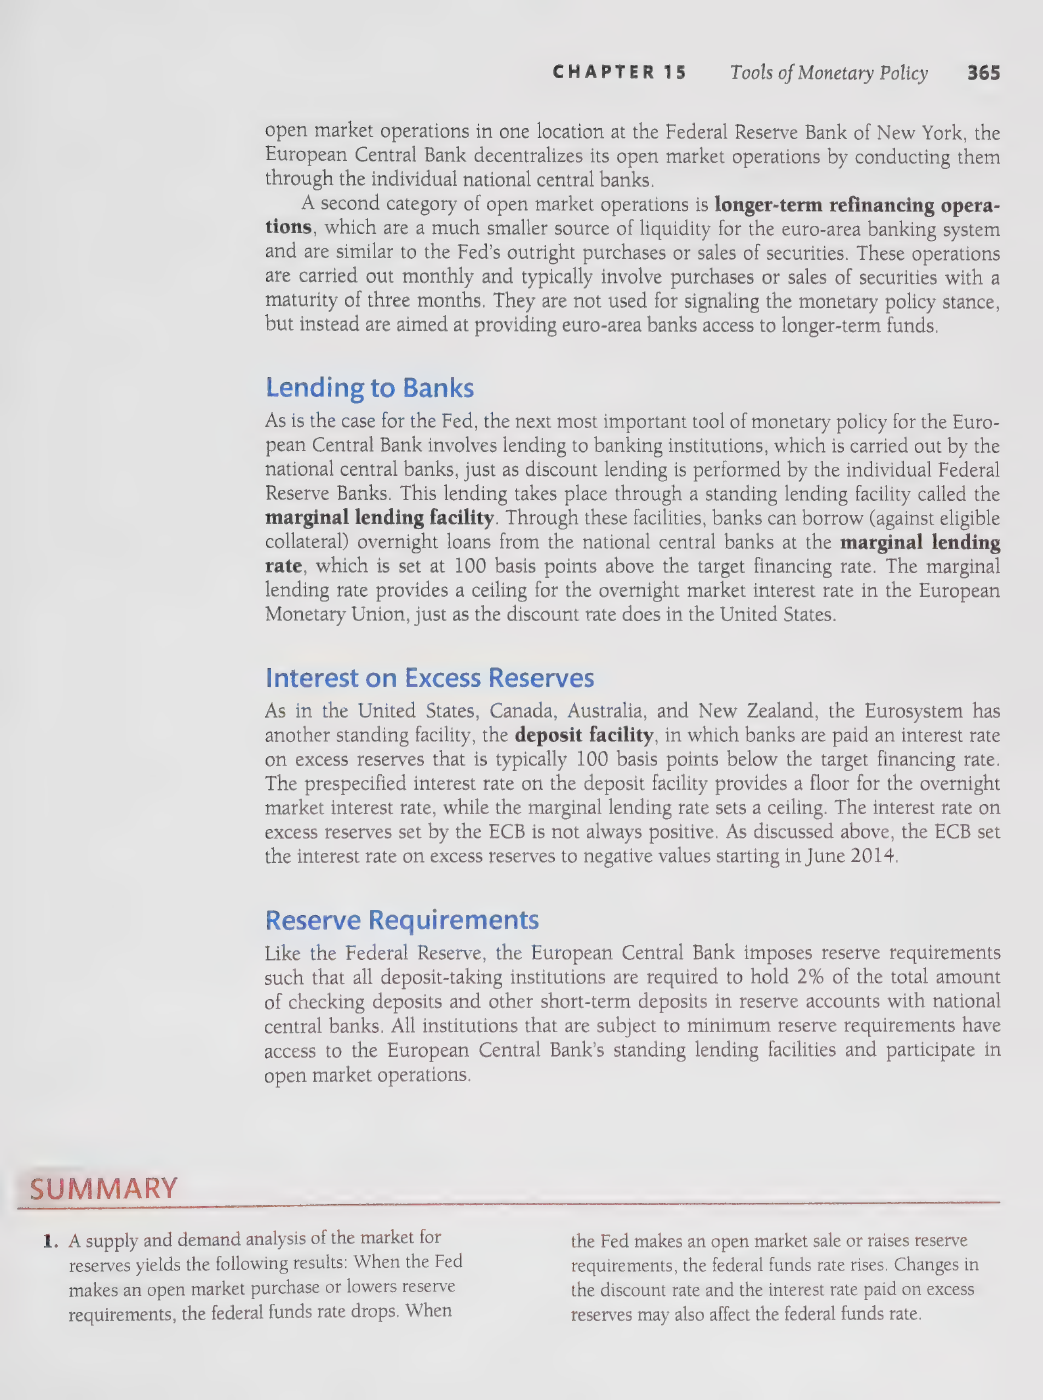 CHAPTER 15 Tools of Monetary Policy 365
open market operations in one location at the Federal Reserve Bank of New York, the
European Central Bank decentralizes its open market operations by conducting them
through the individual national central banks.
A second category of open market operations is longer-term refinancing opera-
tions, which are a much smaller source of liquidity for the euro-area banking system
and are similar to the Fed's outright purchases or sales of securities. These operations
are carried out monthly and typically involve purchases or sales of securities with a
maturity of three months. They are not used for signaling the monetary policy stance,
but instead are aimed at providing euro-area banks access to longer-term funds.
Lending to Banks
As is the case for the Fed, the next most important tool of monetary policy for the Euro-
pean Central Bank involves lending to banking institutions, which is carried out by the
national central banks, just as discount lending is performed by the individual Federal
Reserve Banks. This lending takes place through a standing lending facility called the
marginal lending facility. Through these facilities, banks can borrow (against eligible
collateral) overnight loans from the national central banks at the marginal lending
rate, which is set at 100 basis points above the target financing rate. The marginal
lending rate provides a ceiling for the overnight market interest rate in the European
Monetary Union, just as the discount rate does in the United States.
Interest on Excess Reserves
As in the United States, Canada, Australia, and New Zealand, the Eurosystem has
another standing facility, the deposit facility, in which banks are paid an interest rate
on excess reserves that is typically 100 basis points below the target financing rate.
The prespecified interest rate on the deposit facility provides a floor for the overnight
market interest rate, while the marginal lending rate sets a ceiling. The interest rate on
excess reserves set by the ECB is not always positive. As discussed above, the ECB set
the interest rate on excess reserves to negative values starting in June 2014.
Reserve Requirements
Like the Federal Reserve, the European Central Bank imposes reserve requirements
such that all deposit-taking institutions are required to hold 2% of the total amount
of checking deposits and other short-term deposits in reserve accounts with national
central banks. All institutions that are subject to minimum reserve requirements have
access to the European Central Bank's standing lending facilities and participate in
open market operations.
SUMMARY
1. A supply and demand analysis of the market for
reserves yields the following results: When the Fed
makes an open market purchase or lowers reserve
requirements, the federal funds rate drops. When
the Fed makes an open market sale or raises reserve
requirements, the federal funds rate rises. Changes in
the discount rate and the interest rate paid on excess
reserves may also affect the federal funds rate.